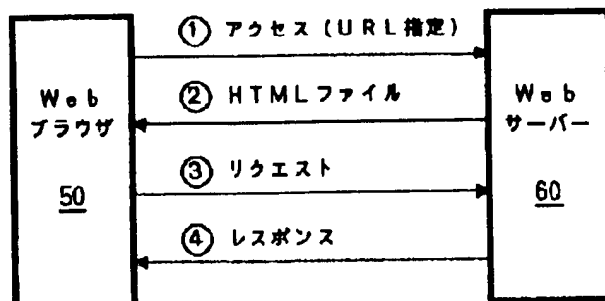 ① アクセス(URL指定)
② HTMLファイル
③ リクエスト
④ レスポンス
Web
ブラウザ
50
Web
サーバー
60